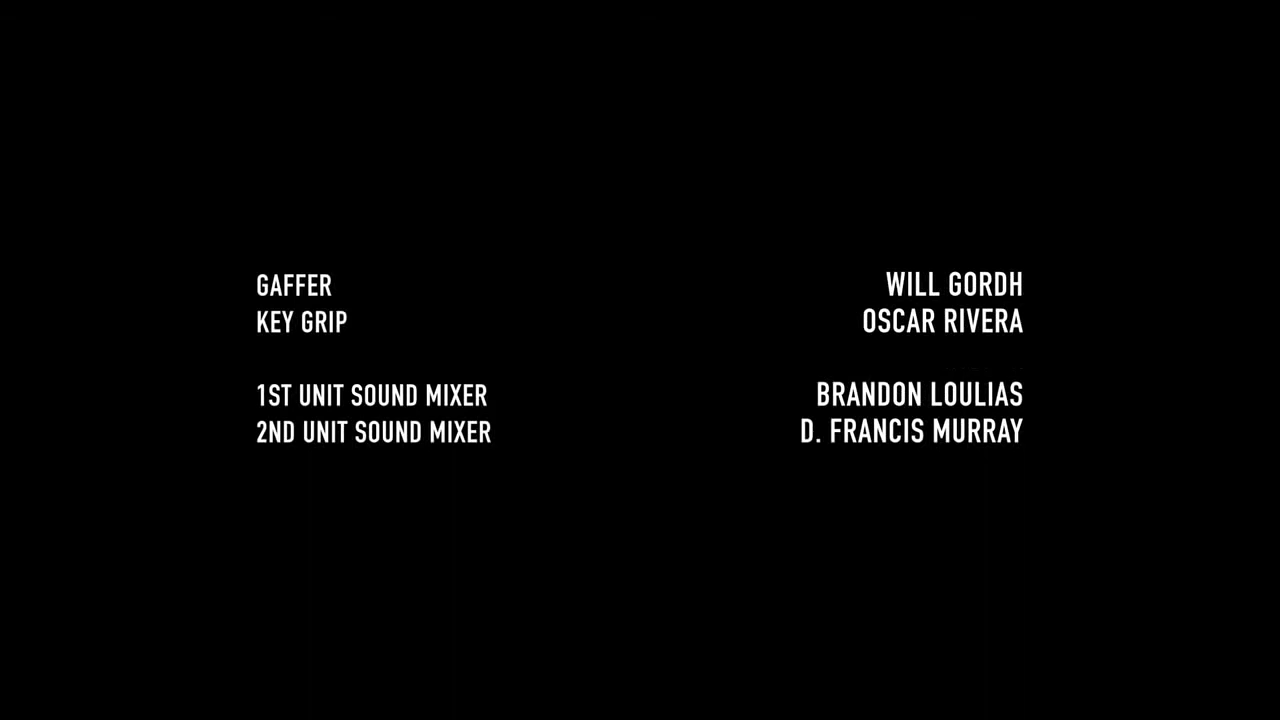 GAFFER WILL GORDH
KEY GRIP OSCAR RIVERA
1ST UNIT SOUND MIXER BRANDON LOULIAS
2ND UNIT SOUND MIXER D. FRANCIS MURRAY